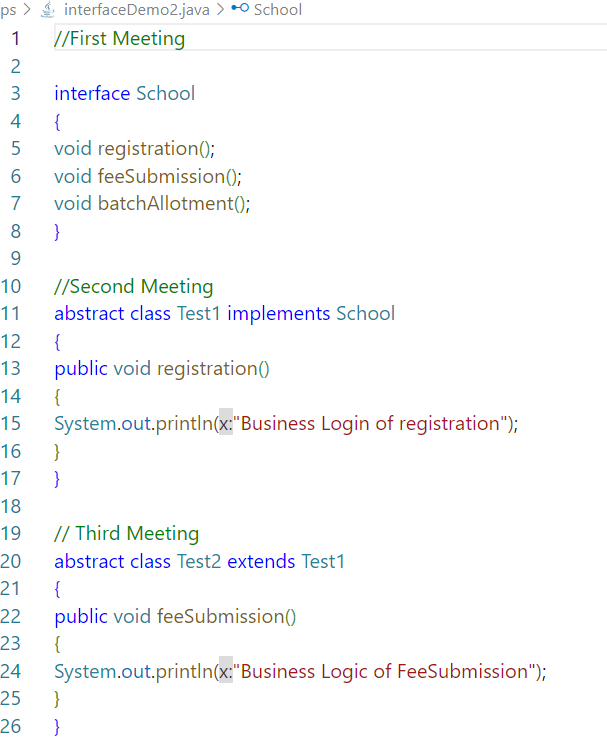 ps > interfaceDemo2.java > School
1 //First Meeting
2
3 interface School
4 {
5 void registration();
6 void feeSubmission();
7 void batchAllotment();
8 }
9
10 //Second Meeting
11 abstract class Test1 implements School
12 {
13 public void registration()
14 {
15 System.out.println(x:"Business Login of registration");
16 }
17 }
18
19 // Third Meeting
20 abstract class Test2 extends Test1
21 {
22 public void feeSubmission()
23 {
24 System.out.println(x:"Business Logic of FeeSubmission");
25 }
26 }